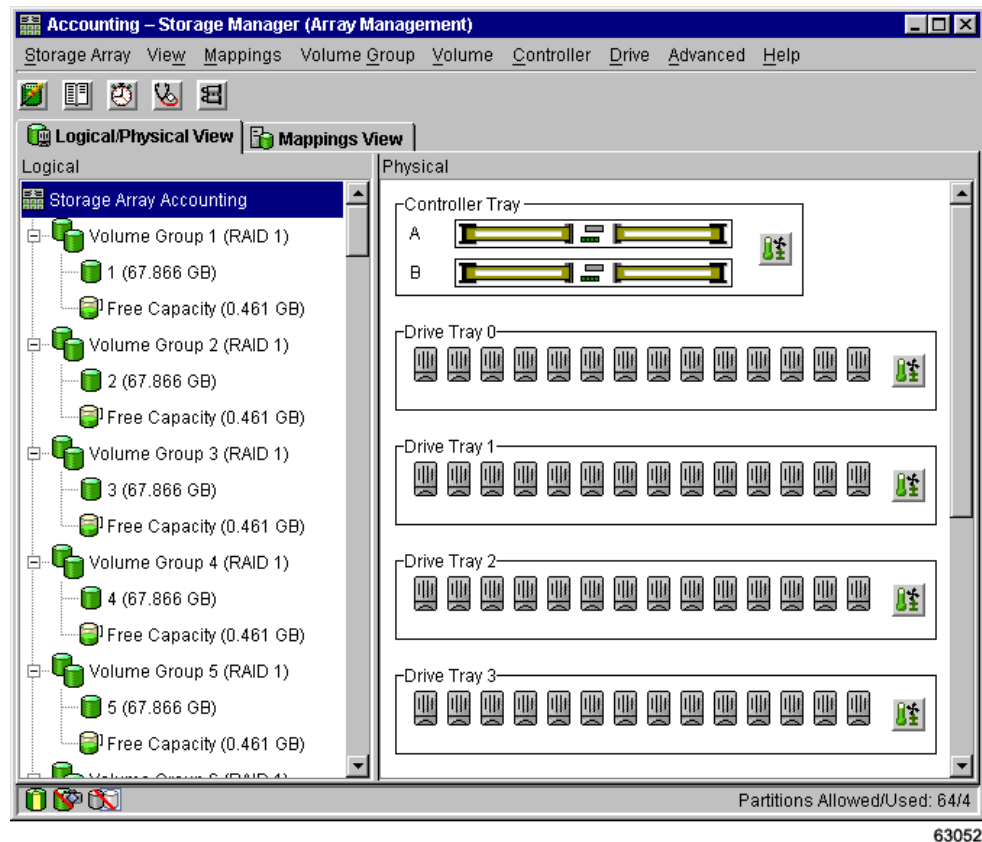 Accounting – Storage Manager (Array Management)
Storage Array View Mappings Volume Group Volume Controller Drive Advanced Help
Logical/Physical View Mappings View
Logical
Storage Array Accounting
Volume Group 1 (RAID 1)
1 (67.866 GB)
Free Capacity (0.461 GB)
Volume Group 2 (RAID 1)
2 (67.866 GB)
Free Capacity (0.461 GB)
Volume Group 3 (RAID 1)
3 (67.866 GB)
Free Capacity (0.461 GB)
Volume Group 4 (RAID 1)
4 (67.866 GB)
Free Capacity (0.461 GB)
Volume Group 5 (RAID 1)
5 (67.866 GB)
Free Capacity (0.461 GB)
Physical
Controller Tray
A
B
Drive Tray 0
Drive Tray 1
Drive Tray 2
Drive Tray 3
Partitions Allowed/Used: 64/4
63052